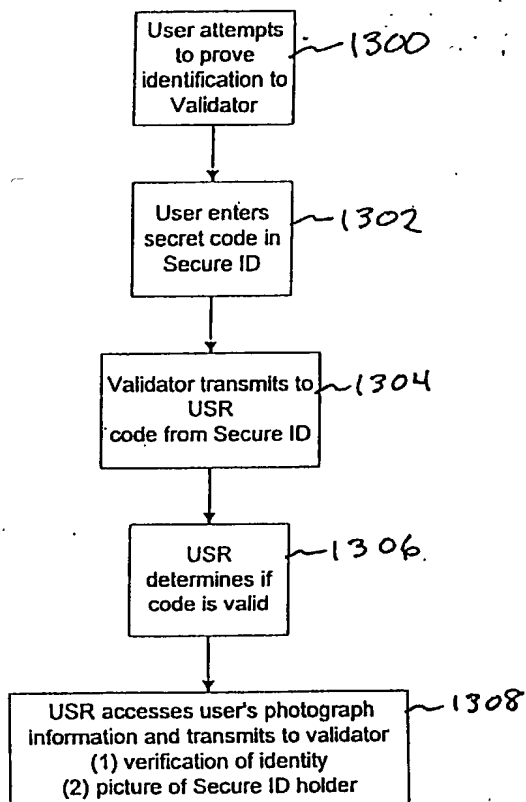 User attempts
to prove
identification to
Validator
1300
User enters
secret code in
Secure ID
1302
Validator transmits to
USR
code from Secure ID
1304
USR
determines if
code is valid
1306
USR accesses user's photograph
information and transmits to validator
(1) verification of identity
(2) picture of Secure ID holder
1308